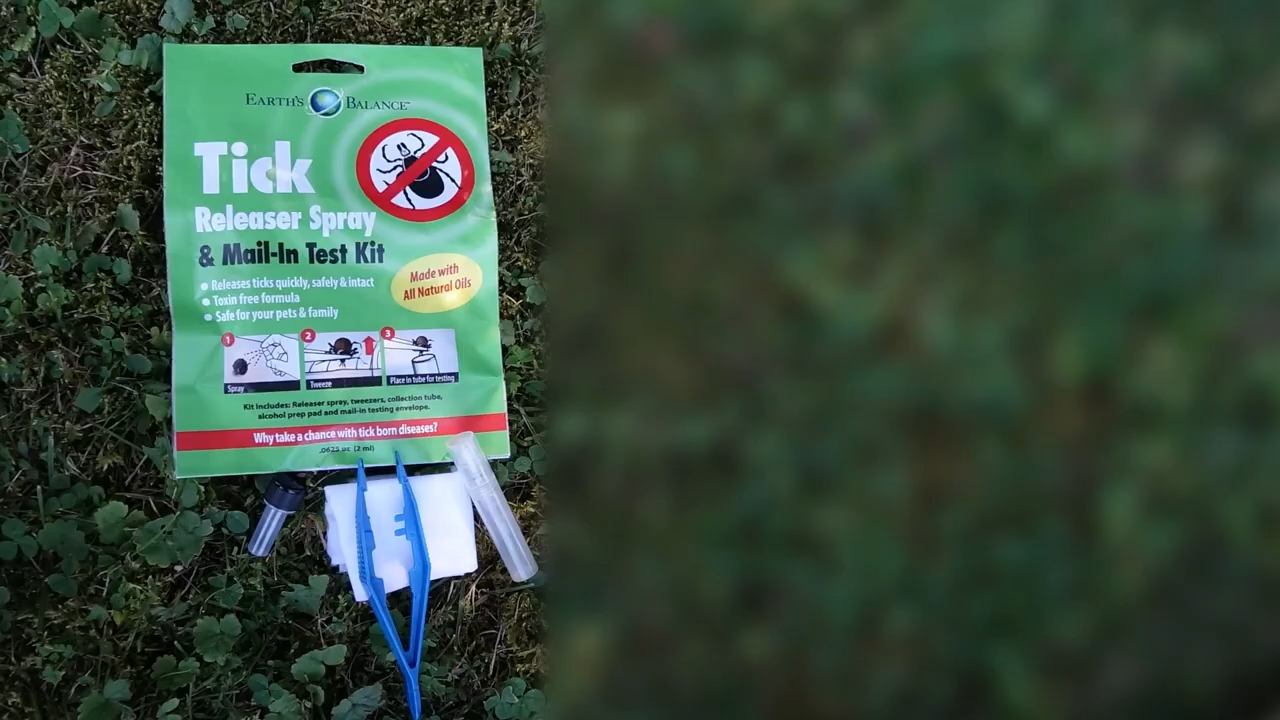 EARTH'S BALANCE™
Tick
Releaser Spray
& Mail-In Test Kit
Made with
All Natural Oils
• Releases ticks quickly, safely & intact
• Toxin free formula
• Safe for your pets & family
1 2 3
Spray Tweeze Place in tube for testing
Kit includes: Releaser spray, tweezers, collection tube,
alcohol prep pad and mail-in testing envelope.
Why take a chance with tick born diseases?
.0625 oz (2 ml)